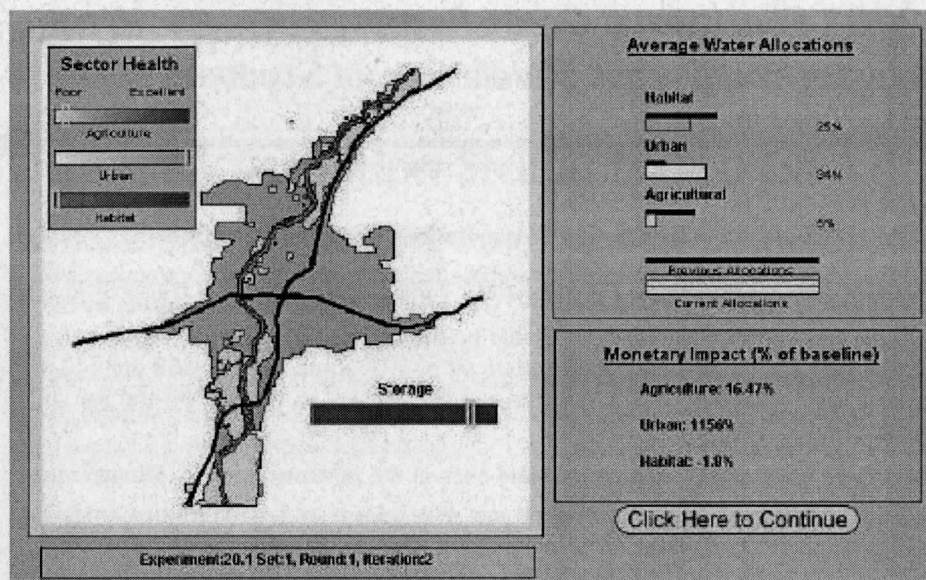 Sector Health
Poor Excellent
Agriculture
Urban
Habitat
Storage
Experiment:20.1 Set:1, Round:1, Iteration:2
Average Water Allocations
Habitat
25%
Urban
34%
Agricultural
5%
Previous Allocations
Current Allocations
Monetary Impact (% of baseline)
Agriculture: 16.47%
Urban: 1156%
Habitat: -1.8%
Click Here to Continue